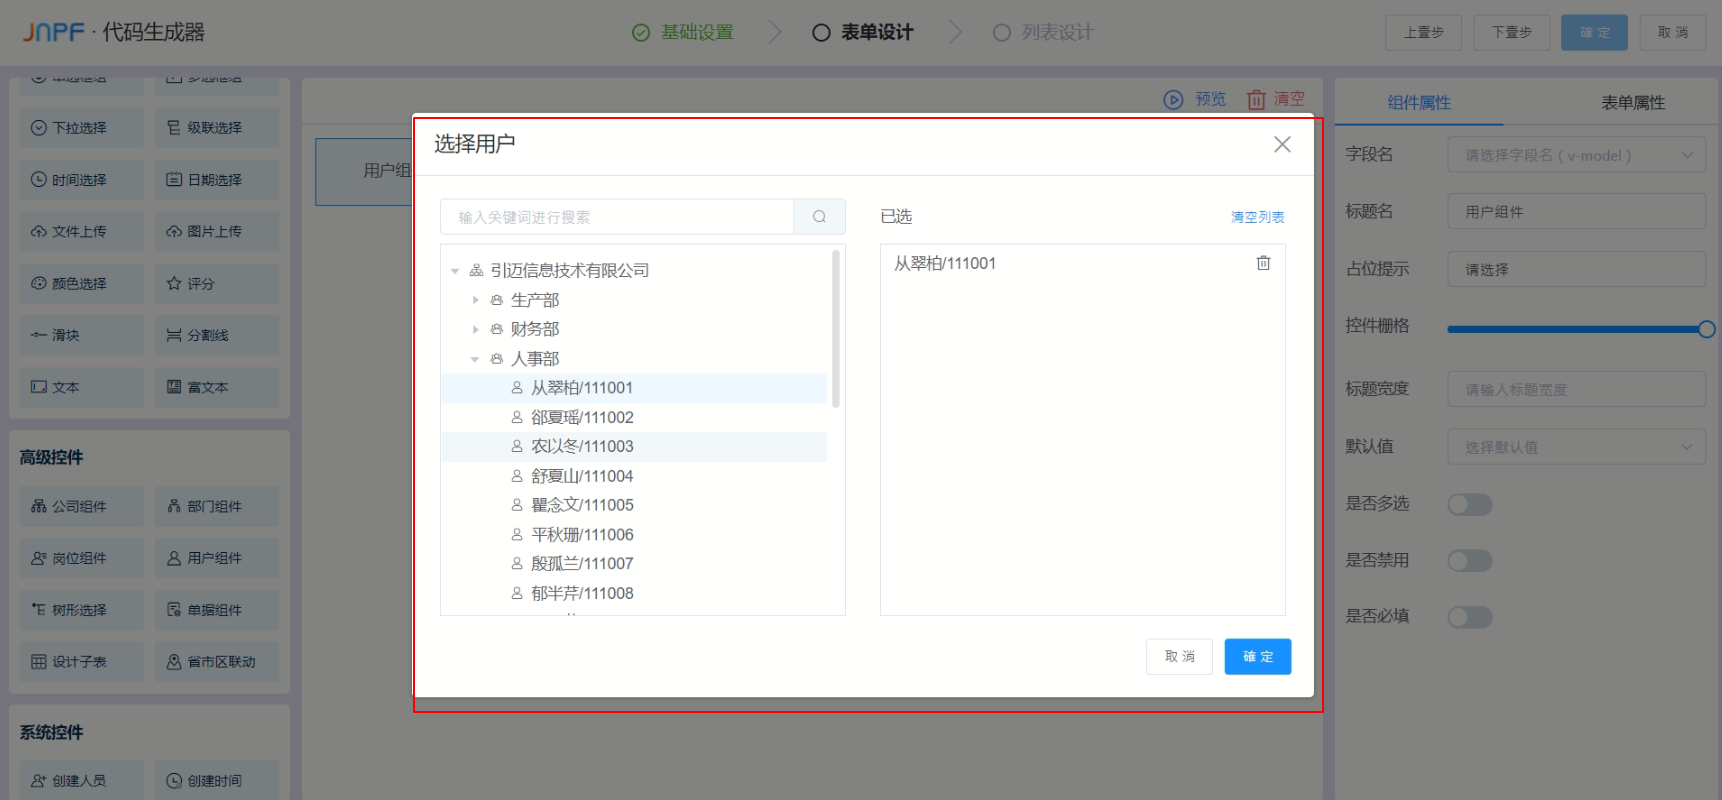 JNPF · 代码生成器
基础设置
表单设计
列表设计
上壹步
下壹步
確定
取消
单选框组
多选框组
下拉选择
级联选择
时间选择
日期选择
文件上传
图片上传
颜色选择
评分
滑块
分割线
文本
富文本
高级控件
公司组件
部门组件
岗位组件
用户组件
树形选择
单据组件
设计子表
省市区联动
系统控件
创建人员
创建时间
预览
清空
用户组
选择用户
输入关键词进行搜索
引迈信息技术有限公司
生产部
财务部
人事部
从翠柏/111001
郤夏瑶/111002
农以冬/111003
舒夏山/111004
瞿念文/111005
平秋珊/111006
殷孤兰/111007
郁半芹/111008
已选
清空列表
从翠柏/111001
取消
確定
组件属性
表单属性
字段名
请选择字段名（v-model）
标题名
用户组件
占位提示
请选择
控件栅格
标题宽度
请输入标题宽度
默认值
选择默认值
是否多选
是否禁用
是否必填